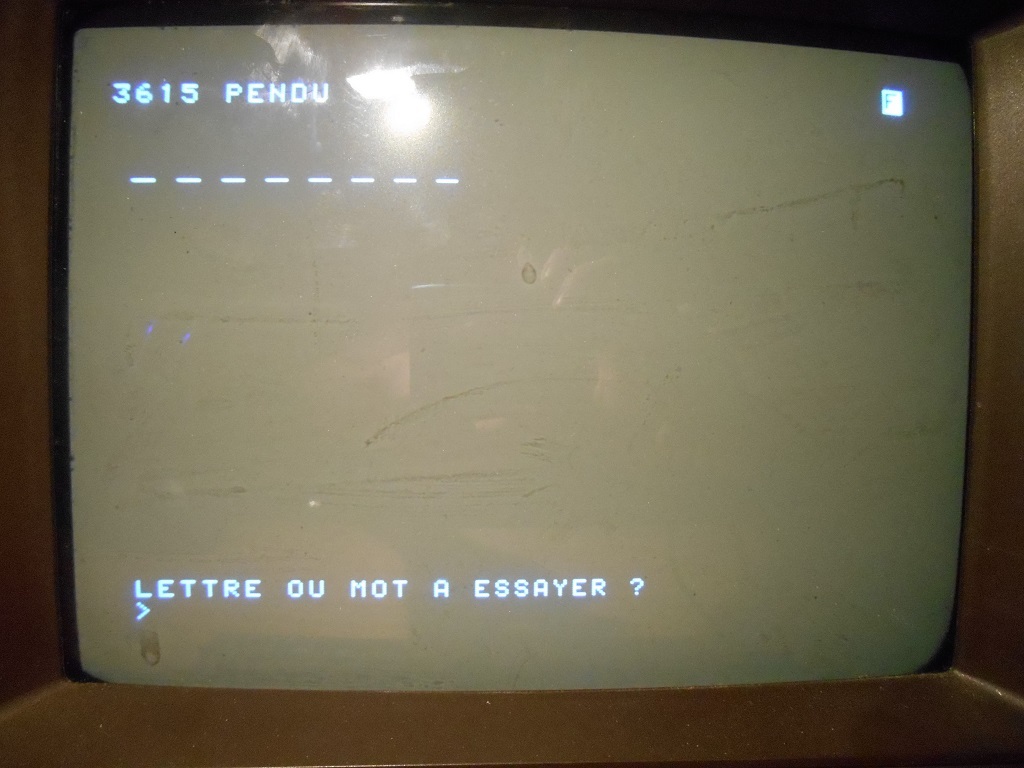 3615 PENDU F
_ _ _ _ _ _ _ _
LETTRE OU MOT A ESSAYER ?
>